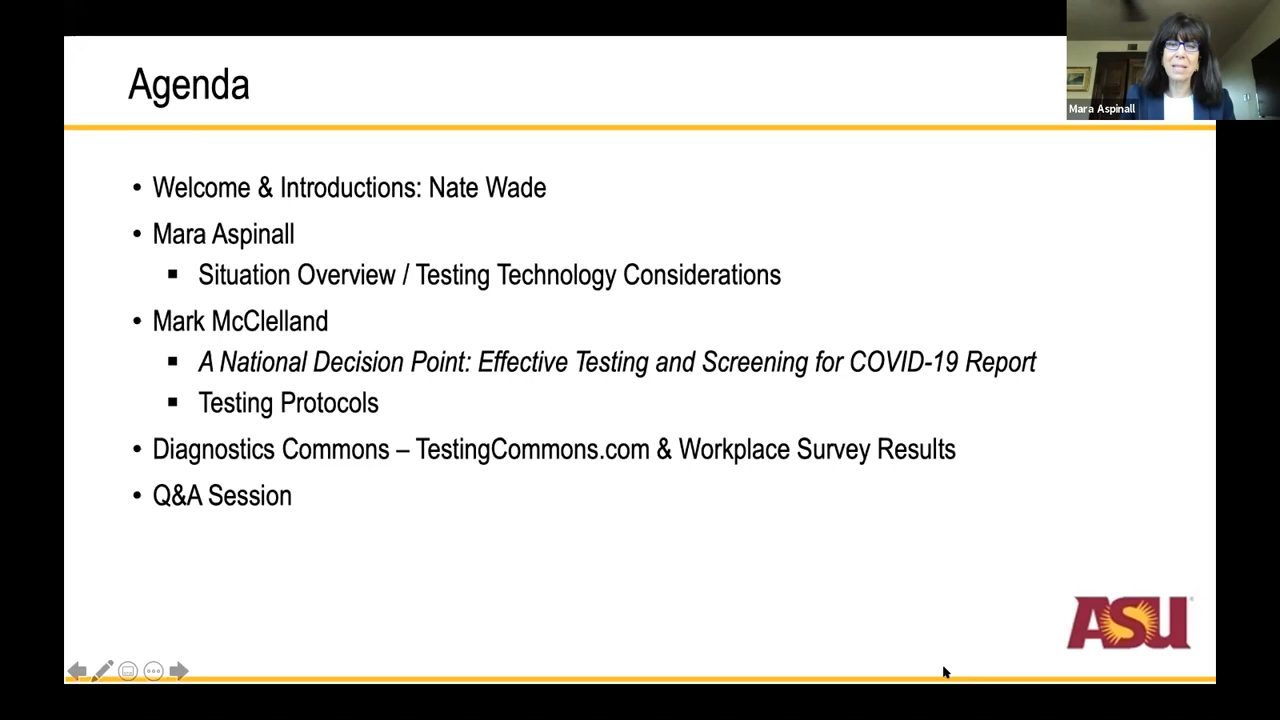 Agenda
Mara Aspinall
• Welcome & Introductions: Nate Wade
• Mara Aspinall
▪ Situation Overview / Testing Technology Considerations
• Mark McClelland
▪ A National Decision Point: Effective Testing and Screening for COVID-19 Report
▪ Testing Protocols
• Diagnostics Commons – TestingCommons.com & Workplace Survey Results
• Q&A Session
ASU